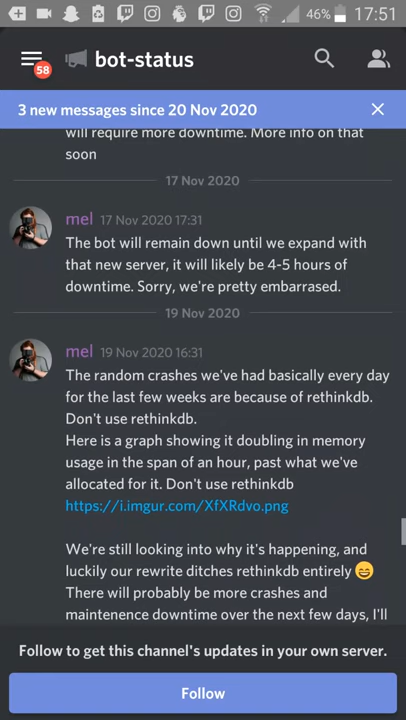 46% 17:51
58
bot-status
3 new messages since 20 Nov 2020
will require more downtime. More info on that
soon
17 Nov 2020
mel 17 Nov 2020 17:31
The bot will remain down until we expand with
that new server, it will likely be 4-5 hours of
downtime. Sorry, we're pretty embarrased.
19 Nov 2020
mel 19 Nov 2020 16:31
The random crashes we've had basically every day
for the last few weeks are because of rethinkdb.
Don't use rethinkdb.
Here is a graph showing it doubling in memory
usage in the span of an hour, past what we've
allocated for it. Don't use rethinkdb
https://i.imgur.com/XfXRdvo.png
We're still looking into why it's happening, and
luckily our rewrite ditches rethinkdb entirely 😄
There will probably be more crashes and
maintenence downtime over the next few days, I'll
Follow to get this channel's updates in your own server.
Follow